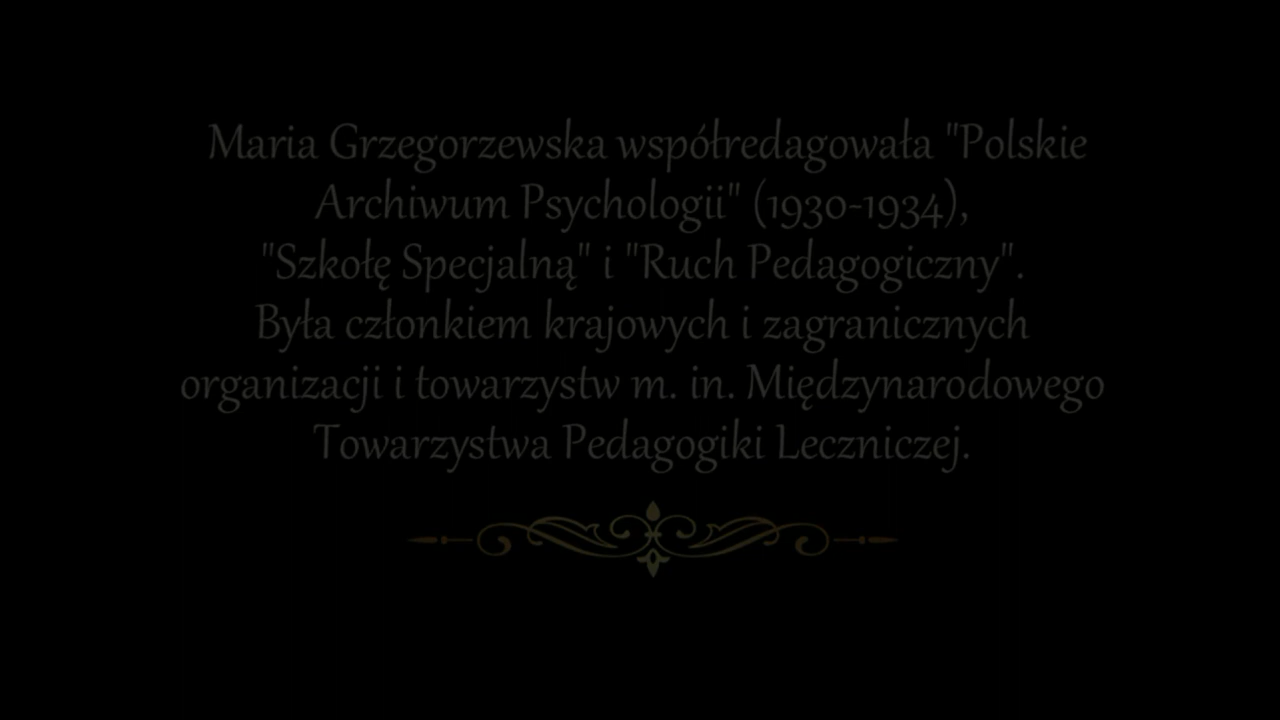 Maria Grzegorzewska współredagowała "Polskie
Archiwum Psychologii" (1930-1934),
"Szkołę Specjalną" i "Ruch Pedagogiczny".
Była członkiem krajowych i zagranicznych
organizacji i towarzystw m. in. Międzynarodowego
Towarzystwa Pedagogiki Leczniczej.